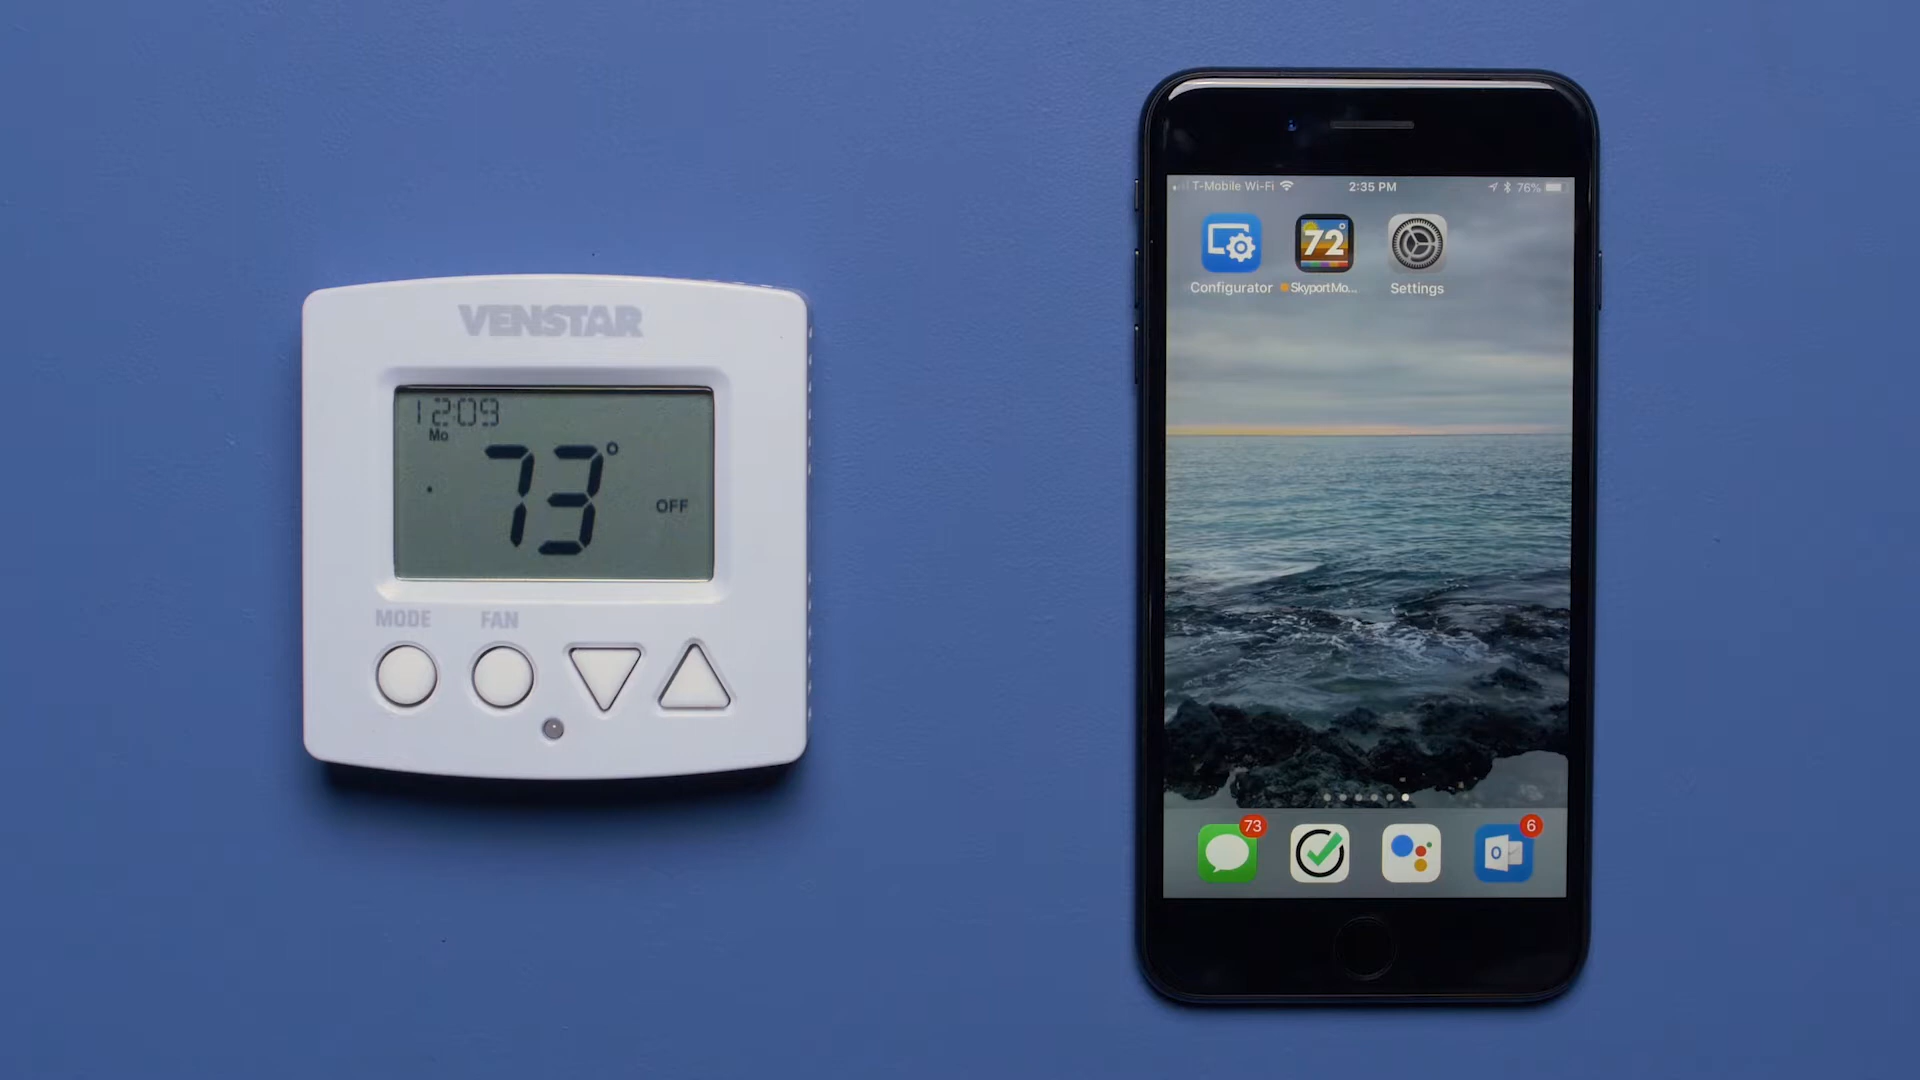 VENSTAR
12:09
Mo
73°
OFF
MODE FAN
T-Mobile Wi-Fi 2:35 PM 76%
72°
Configurator SkyportMo... Settings
73 6
O